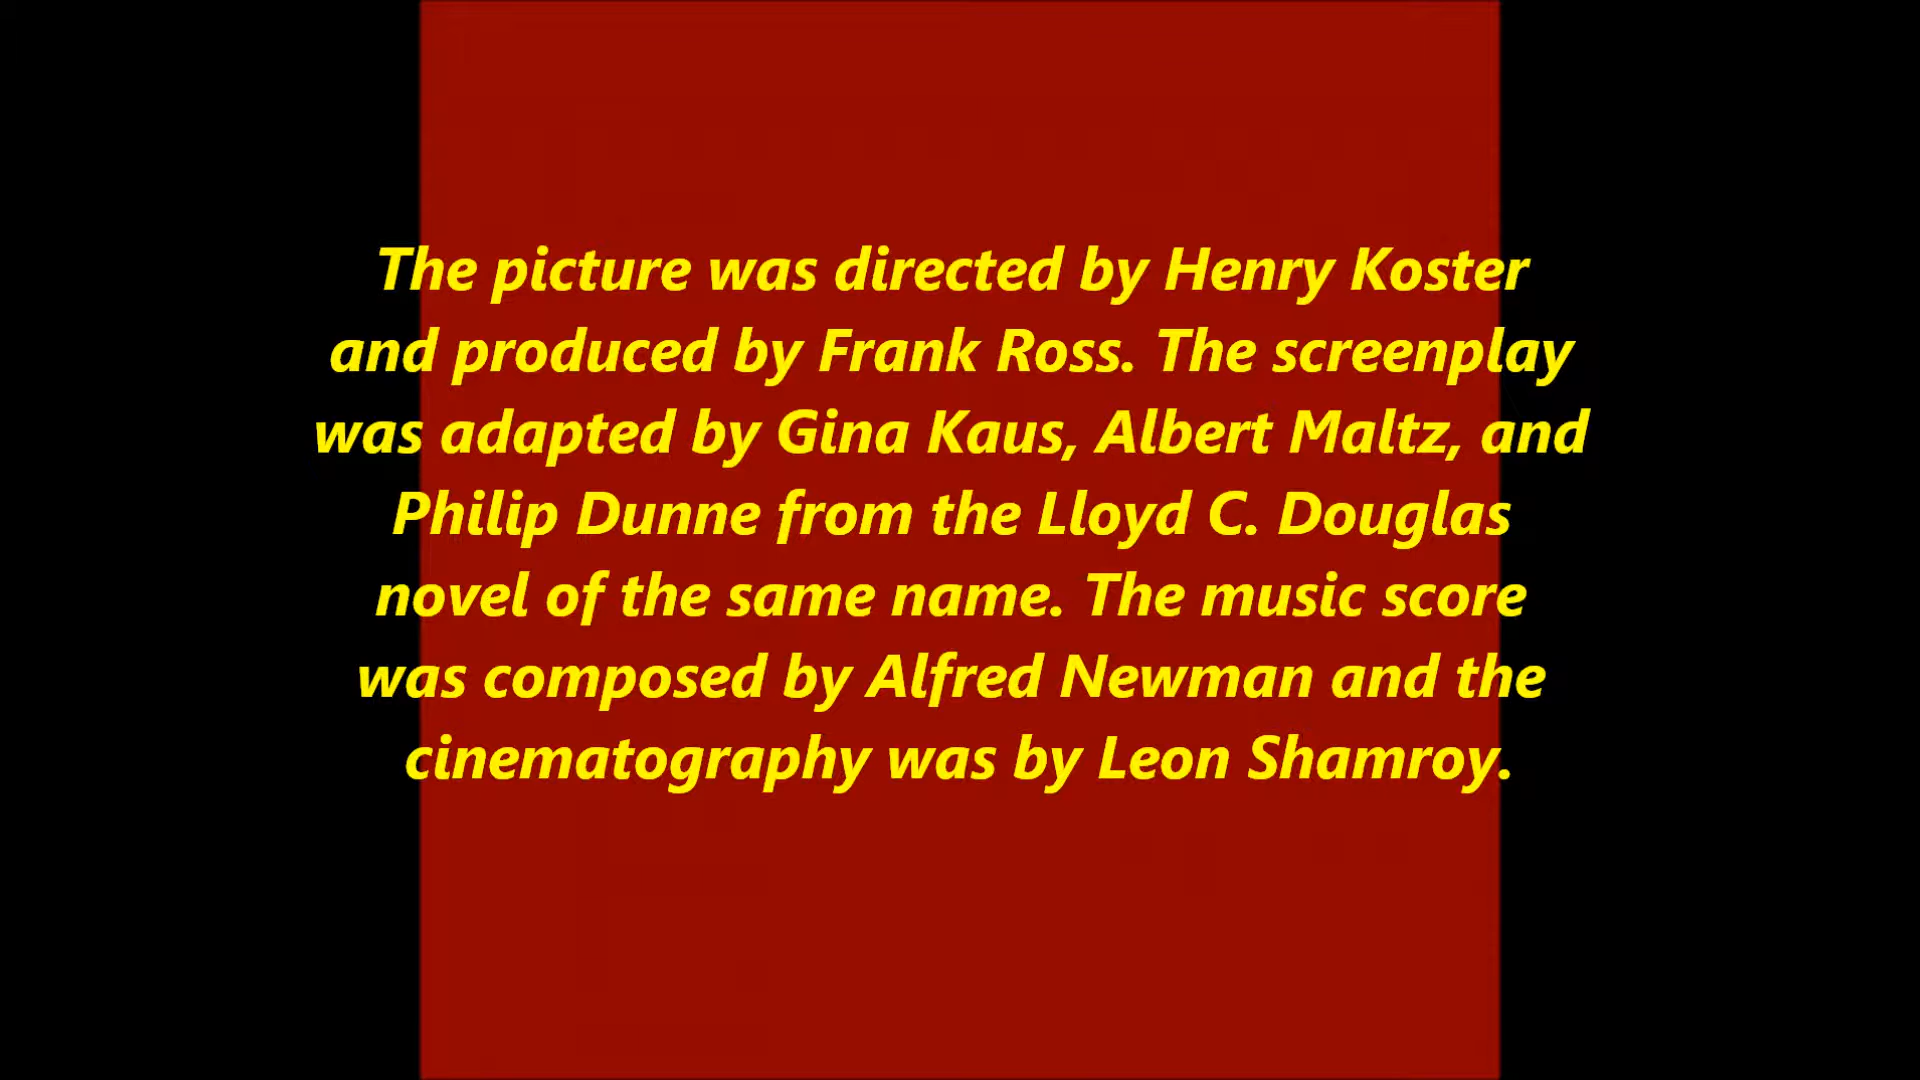 The picture was directed by Henry Koster
and produced by Frank Ross. The screenplay
was adapted by Gina Kaus, Albert Maltz, and
Philip Dunne from the Lloyd C. Douglas
novel of the same name. The music score
was composed by Alfred Newman and the
cinematography was by Leon Shamroy.